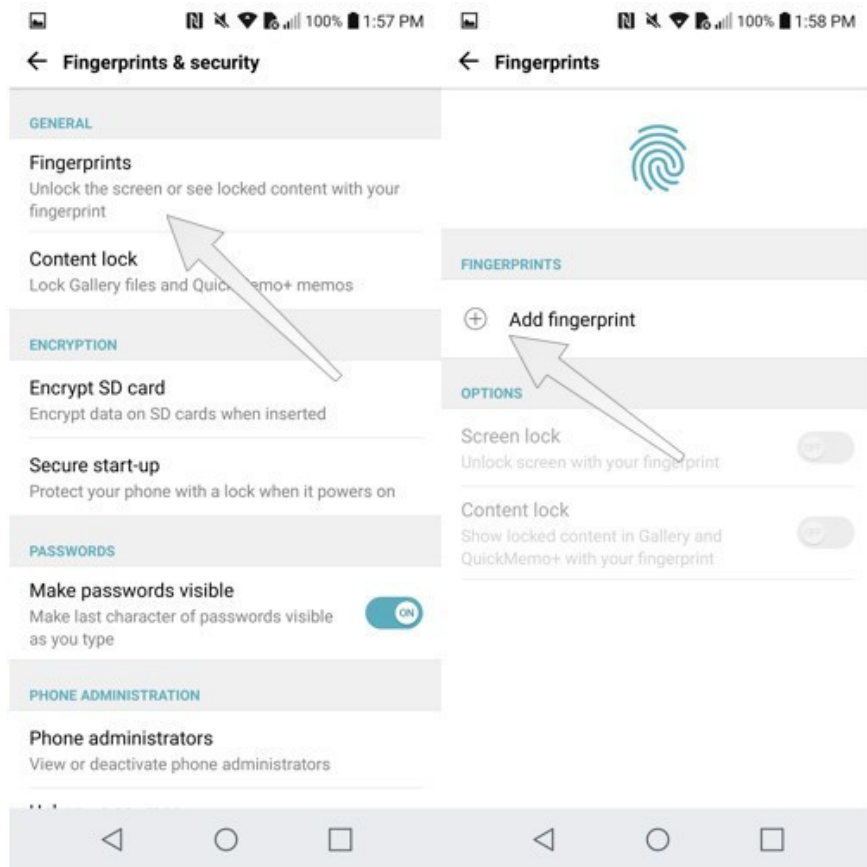 100% 1:57 PM
Fingerprints & security
GENERAL
Fingerprints
Unlock the screen or see locked content with your
fingerprint
Content lock
Lock Gallery files and memos
ENCRYPTION
Encrypt SD card
Encrypt data on SD cards when inserted
Secure start-up
Protect your phone with a lock when it powers on
PASSWORDS
Make passwords visible
Make last character of passwords visible
as you type
ON
PHONE ADMINISTRATION
Phone administrators
View or deactivate phone administrators
100% 1:58 PM
Fingerprints
FINGERPRINTS
Add fingerprint
OPTIONS
Screen lock
Unlock screen with your fingerprint
OFF
Content lock
Show locked content in Gallery and
QuickMemo+ with your fingerprint
OFF